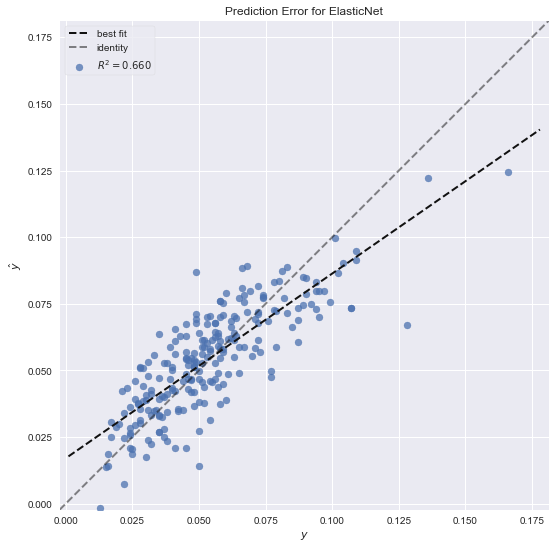 Prediction Error for ElasticNet
best fit
identity
R² = 0.660
0.175
0.150
0.125
0.100
0.075
0.050
0.025
0.000
ŷ
0.000 0.025 0.050 0.075 0.100 0.125 0.150 0.175
y